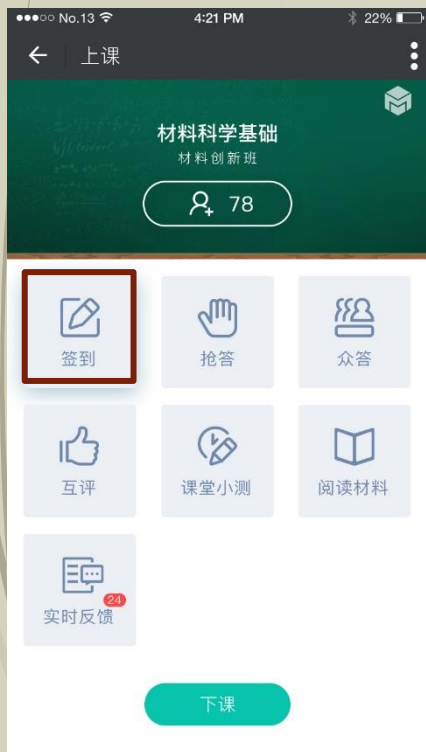 No.13 4:21 PM 22%
上课
材料科学基础
材料创新班
78
签到 抢答 众答
互评 课堂小测 阅读材料
24
实时反馈
下课